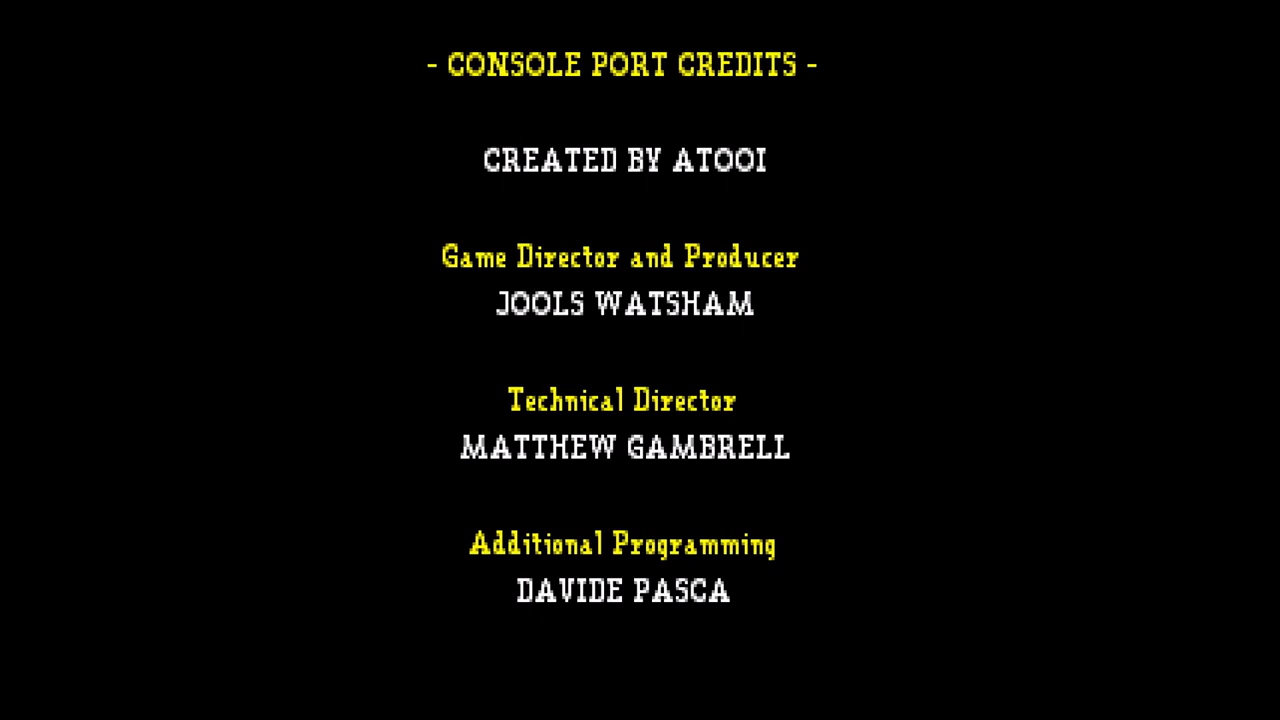 - CONSOLE PORT CREDITS -
CREATED BY ATOOI
Game Director and Producer
JOOLS WATSHAM
Technical Director
MATTHEW GAMBRELL
Additional Programming
DAVIDE PASCA